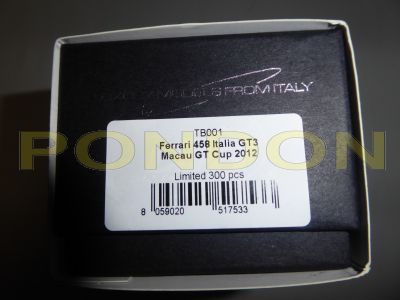 MODELS FROM ITALY
TB001
Ferrari 458 Italia GT3
Macau GT Cup 2012
PONDON
Limited 300 pcs
8 059020 517533